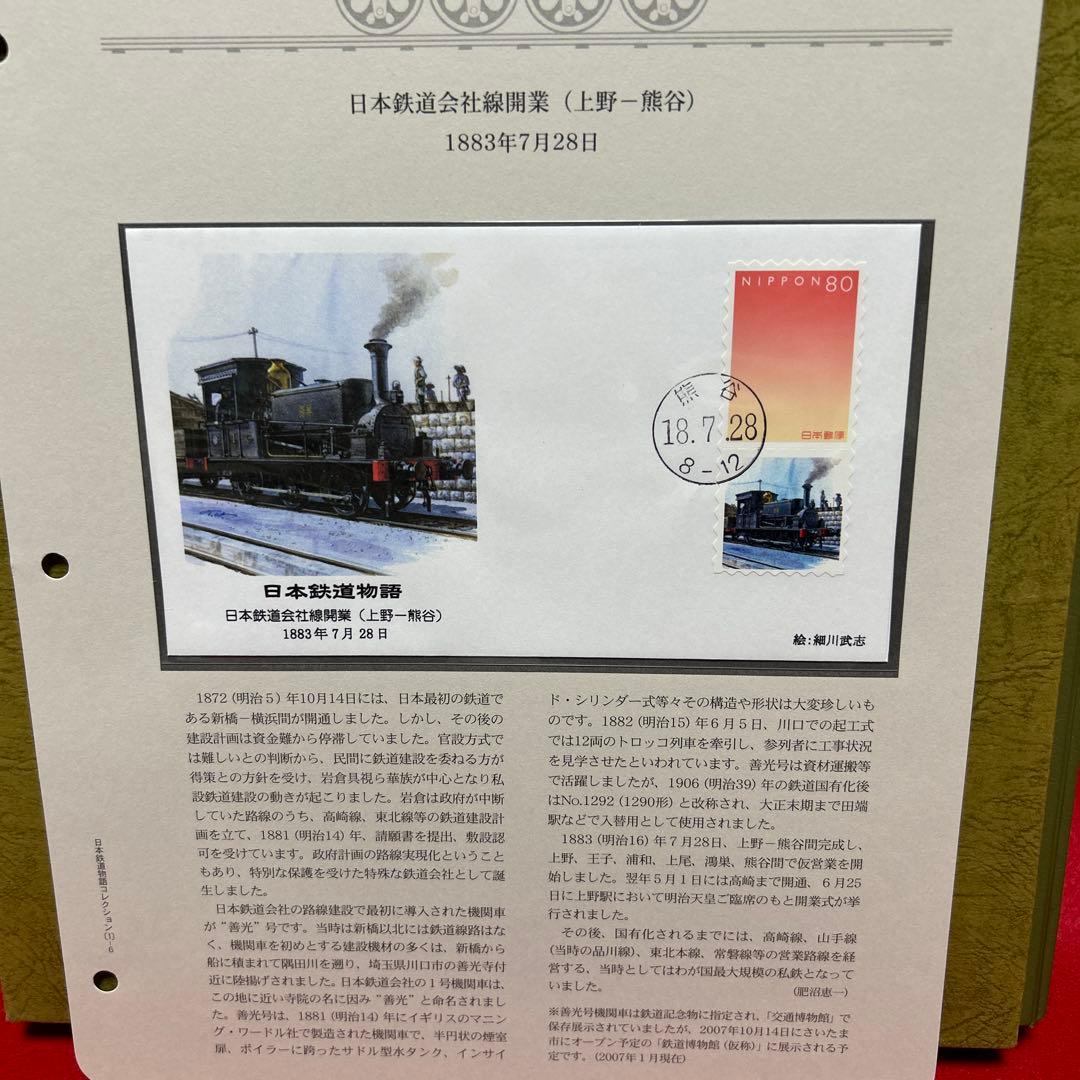 日本鉄道会社線開業（上野－熊谷）
1883年7月28日
NIPPON 80
日本郵便
熊谷
18.7.28
8-12
日本鉄道物語
日本鉄道会社線開業（上野ー熊谷）
1883年7月28日
絵:細川武志
1872（明治5）年10月14日には、日本最初の鉄道で
ある新橋－横浜間が開通しました。しかし、その後の
建設計画は資金難から停滞していました。官設方式で
は難しいとの判断から、民間に鉄道建設を委ねる方が
得策との方針を受け、岩倉具視ら華族が中心となり私
設鉄道建設の動きが起こりました。岩倉は政府が中断
していた路線のうち、高崎線、東北線等の鉄道建設計
画を立て、1881（明治14）年、請願書を提出、敷設認
可を受けています。政府計画の路線実現化ということ
もあり、特別な保護を受けた特殊な鉄道会社として誕
生しました。
日本鉄道会社の路線建設で最初に導入された機関車
が“善光”号です。当時は新橋以北には鉄道線路はな
く、機関車を初めとする建設機材の多くは、新橋から
船に積まれて隅田川を遡り、埼玉県川口市の善光寺付
近に陸揚げされました。日本鉄道会社の1号機関車は、
この地に近い寺院の名に因み“善光”と命名されまし
た。善光号は、1881（明治14）年にイギリスのマニン
グ・ワードル社で製造された機関車で、半円状の煙室
扉、ボイラーに跨ったサドル型水タンク、インサイ
ド・シリンダー式等々その構造や形状は大変珍しいも
のです。1882（明治15）年6月5日、川口での起工式
では12両のトロッコ列車を牽引し、参列者に工事状況
を見学させたといわれています。善光号は資材運搬等
で活躍しましたが、1906（明治39）年の鉄道国有化後
はNo.1292（1290形）と改称され、大正末期まで田端
駅などで入替用として使用されました。
1883（明治16）年7月28日、上野－熊谷間完成し、
上野、王子、浦和、上尾、鴻巣、熊谷間で仮営業を開
始しました。翌年5月1日には高崎まで開通、6月25
日に上野駅において明治天皇ご臨席のもと開業式が挙
行されました。
その後、国有化されるまでには、高崎線、山手線
（当時の品川線）、東北本線、常磐線等の営業路線を経
営する、当時としてはわが国最大規模の私鉄となって
いました。
（肥沼恵一）
※善光号機関車は鉄道記念物に指定され、「交通博物館」で
保存展示されていましたが、2007年10月14日にさいたま
市にオープン予定の「鉄道博物館（仮称）」に展示される予
定です。（2007年1月現在）
日本鉄道物語コレクション（1）-6